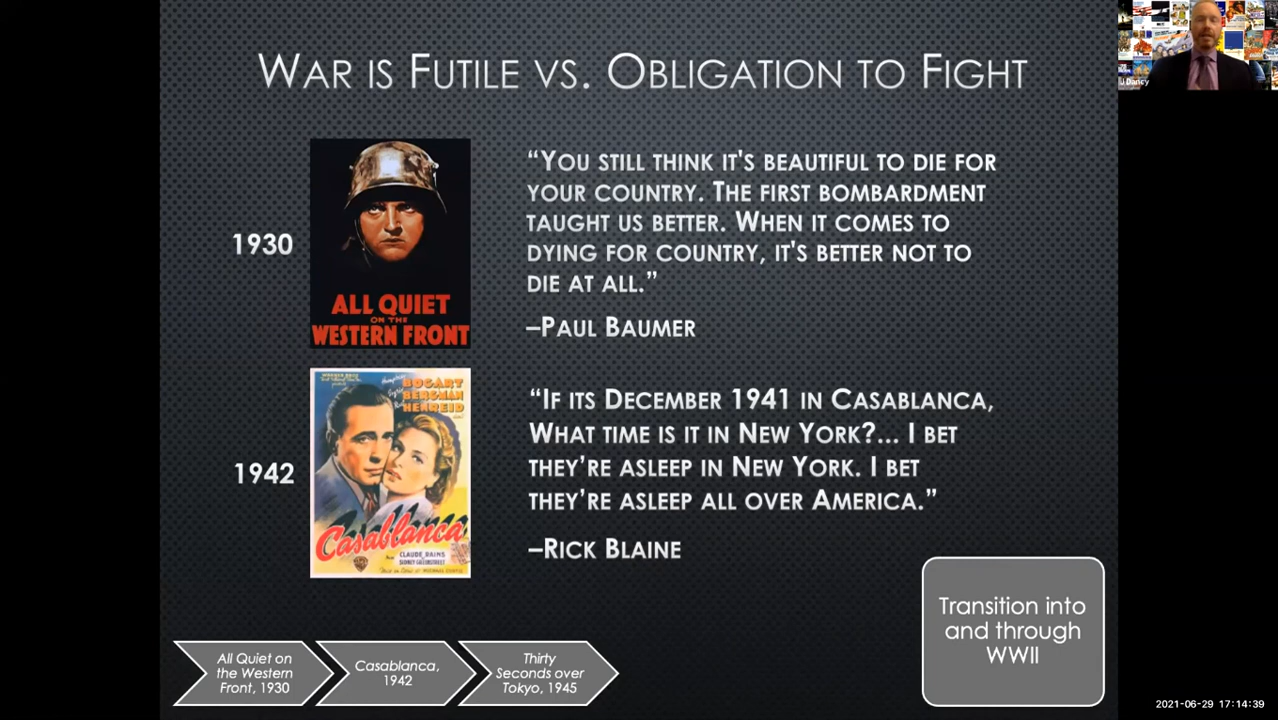 WAR IS FUTILE VS. OBLIGATION TO FIGHT
J Dancy
1930
ALL QUIET
ON THE
WESTERN FRONT
“YOU STILL THINK IT'S BEAUTIFUL TO DIE FOR
YOUR COUNTRY. THE FIRST BOMBARDMENT
TAUGHT US BETTER. WHEN IT COMES TO
DYING FOR COUNTRY, IT'S BETTER NOT TO
DIE AT ALL.”
–PAUL BAUMER
1942
BOGART
BERGMAN
HENREID
Casablanca
CLAUDE RAINS
“IF ITS DECEMBER 1941 IN CASABLANCA,
WHAT TIME IS IT IN NEW YORK?... I BET
THEY’RE ASLEEP IN NEW YORK. I BET
THEY’RE ASLEEP ALL OVER AMERICA.”
–RICK BLAINE
All Quiet on
the Western
Front, 1930
Casablanca,
1942
Thirty
Seconds over
Tokyo, 1945
Transition into
and through
WWII
2021-06-29 17:14:39